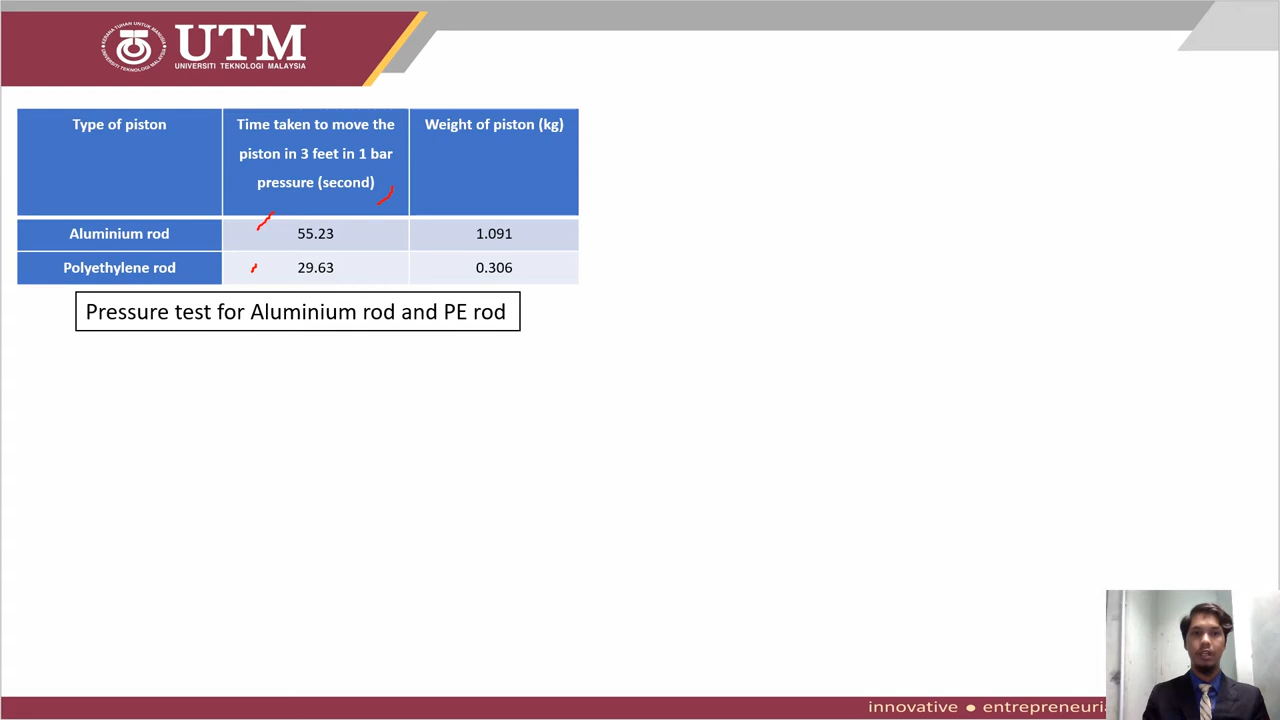 UTM
UNIVERSITI TEKNOLOGI MALAYSIA
Type of piston
Time taken to move the
piston in 3 feet in 1 bar
pressure (second)
Weight of piston (kg)
Aluminium rod
55.23
1.091
Polyethylene rod
29.63
0.306
Pressure test for Aluminium rod and PE rod
innovative ● entrepreneuria